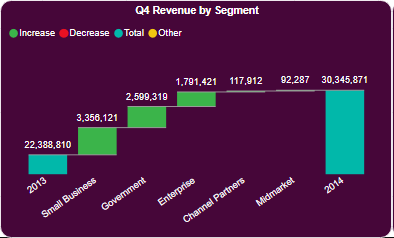 Q4 Revenue by Segment
Increase Decrease Total Other
22,388,810
3,356,121
2,599,319
1,791,421
117,912
92,287
30,345,871
2013
Small Business
Government
Enterprise
Channel Partners
Midmarket
2014